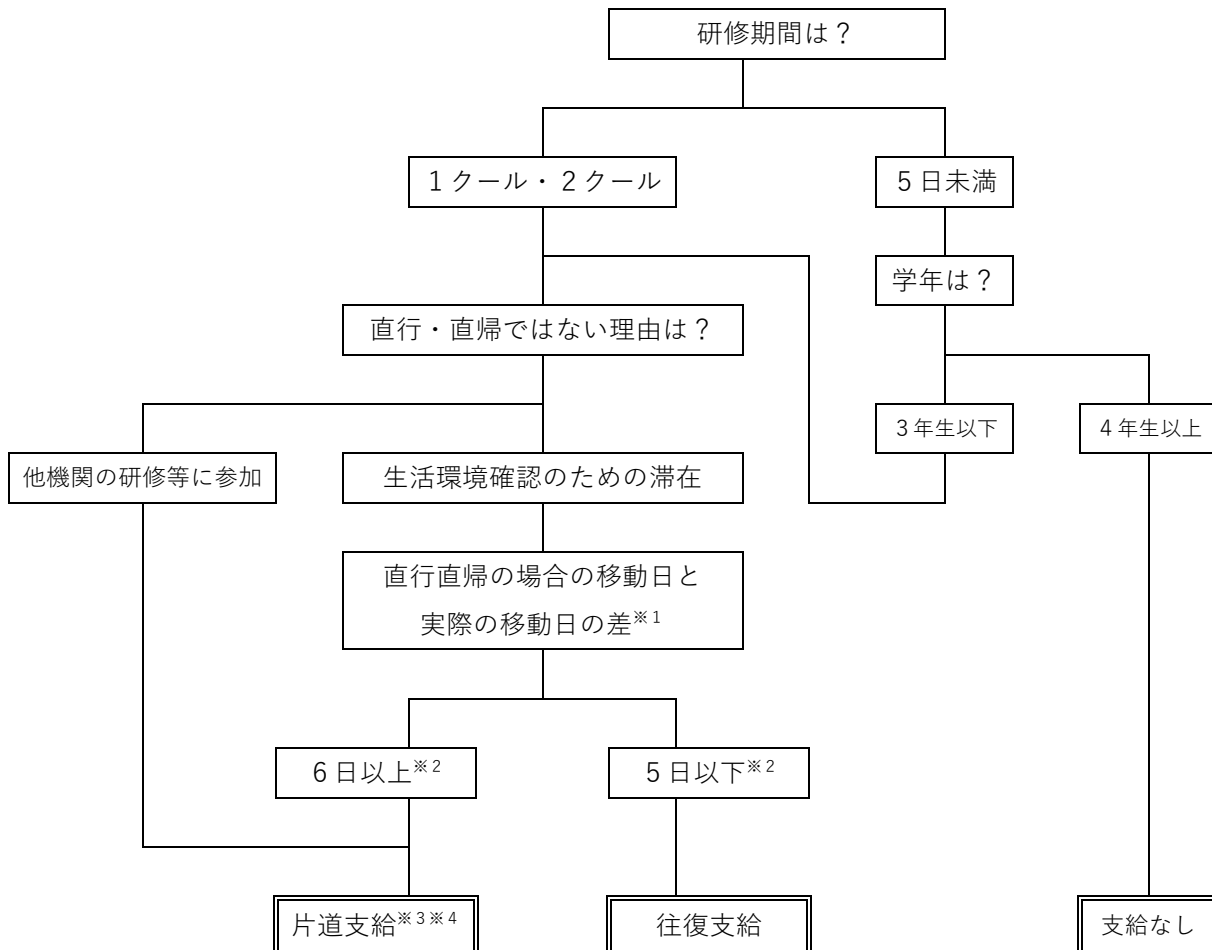 研修期間は？
１クール・２クール
５日未満
学年は？
直行・直帰ではない理由は？
３年生以下
４年生以上
他機関の研修等に参加
生活環境確認のための滞在
直行直帰の場合の移動日と
実際の移動日の差※１
６日以上※２
５日以下※２
片道支給※３※４
往復支給
支給なし